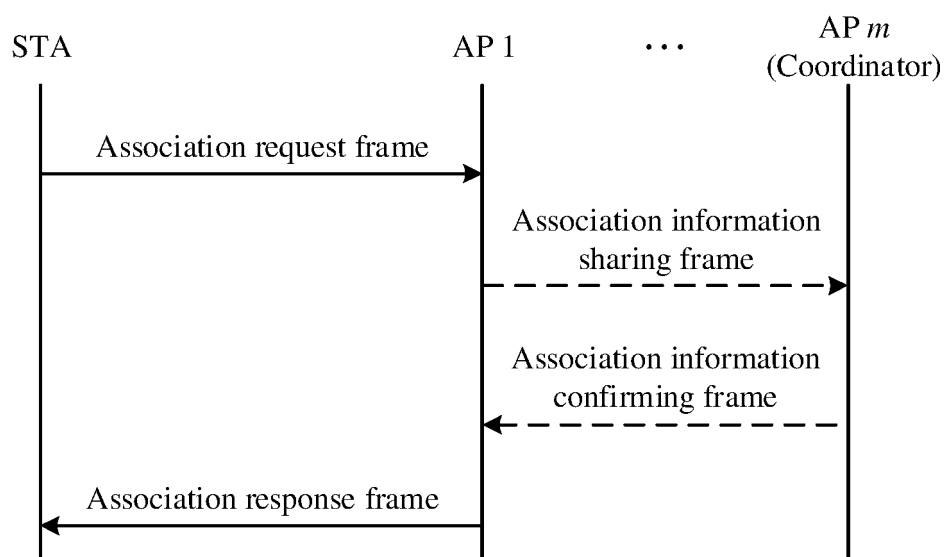 STA
AP 1
...
AP m
(Coordinator)
Association request frame
Association information
sharing frame
Association information
confirming frame
Association response frame